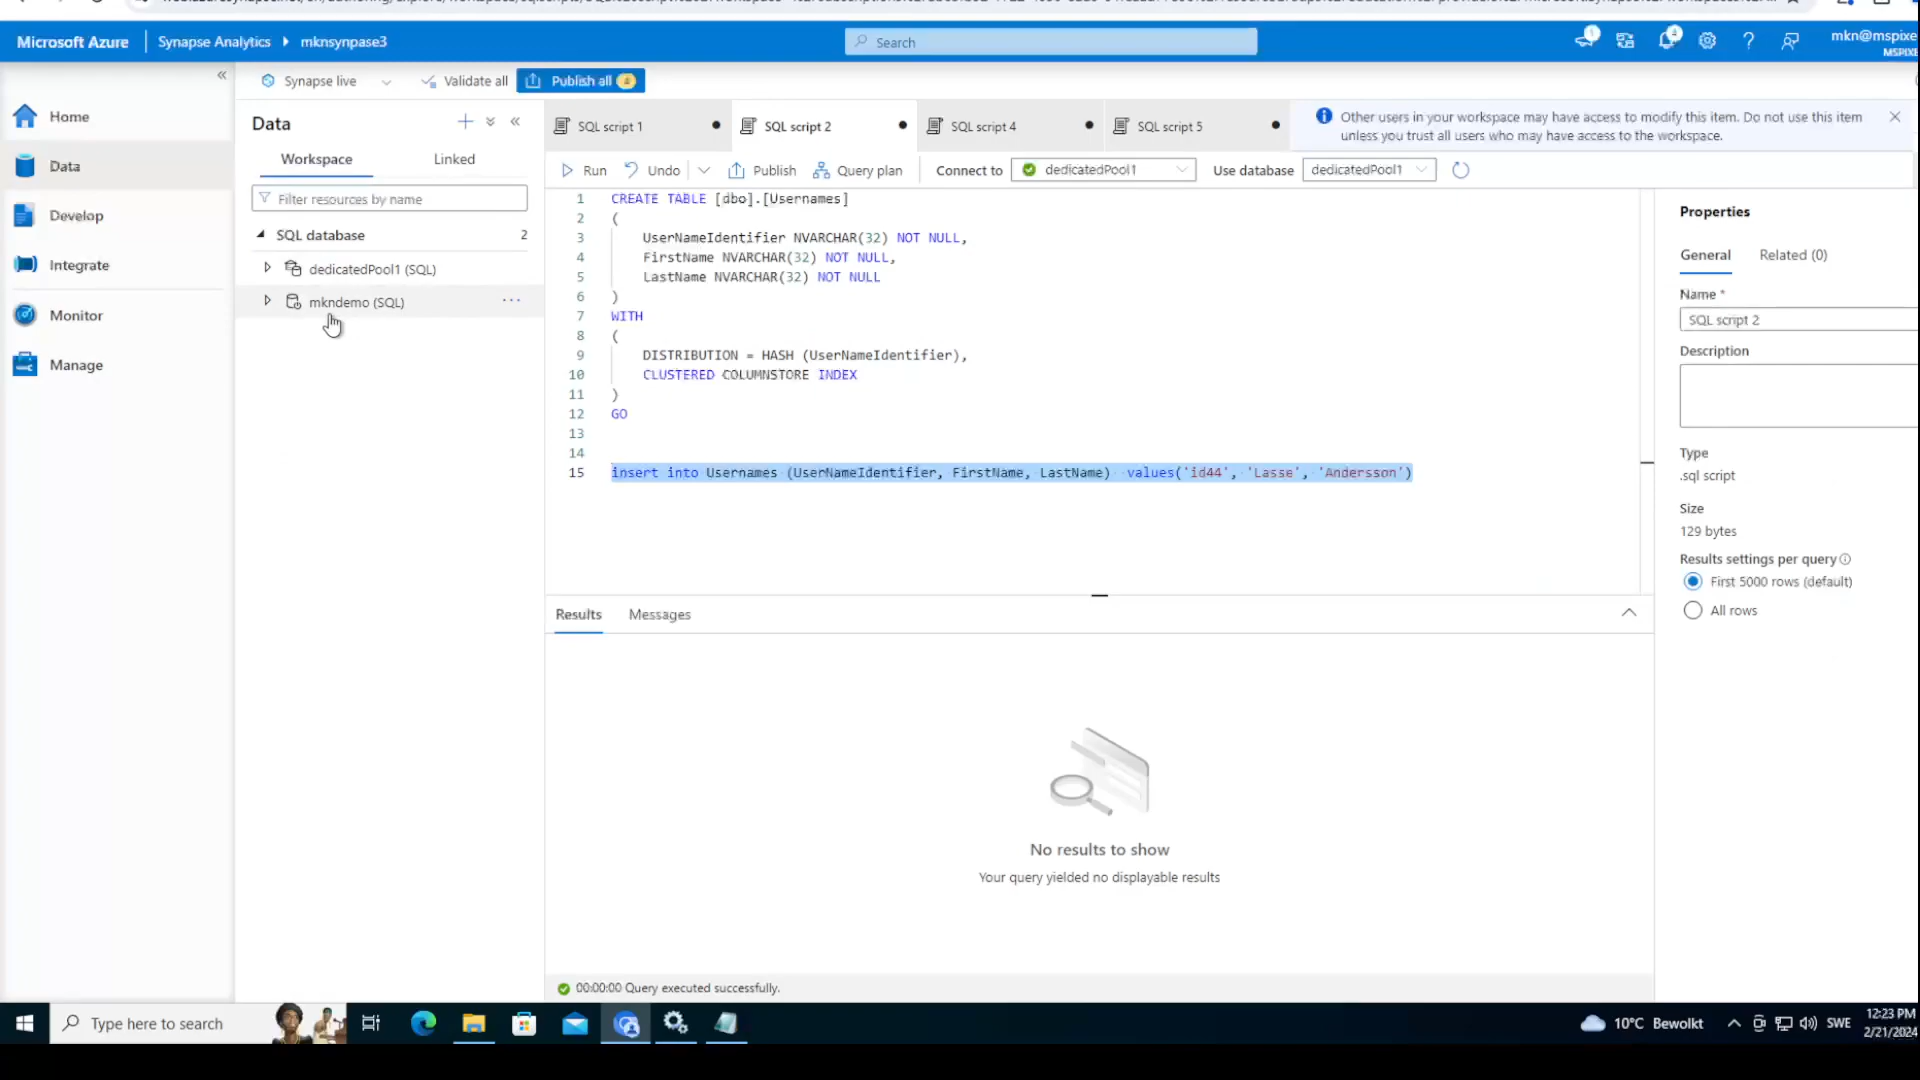 Microsoft Azure
Synapse Analytics
mknsynpase3
Search
1
4
mkn@mspixe
MSPIXE
Synapse live
Validate all
Publish all
4
Home
Data
Develop
Integrate
Monitor
Manage
Data
Workspace
Linked
Filter resources by name
SQL database
2
dedicatedPool1 (SQL)
mkndemo (SQL)
SQL script 1
SQL script 2
SQL script 4
SQL script 5
Other users in your workspace may have access to modify this item. Do not use this item
unless you trust all users who may have access to the workspace.
Run
Undo
Publish
Query plan
Connect to
dedicatedPool1
Use database
dedicatedPool1
1 CREATE TABLE [dbo].[Usernames]
2 (
3 UserNameIdentifier NVARCHAR(32) NOT NULL,
4 FirstName NVARCHAR(32) NOT NULL,
5 LastName NVARCHAR(32) NOT NULL
6 )
7 WITH
8 (
9 DISTRIBUTION = HASH (UserNameIdentifier),
10 CLUSTERED COLUMNSTORE INDEX
11 )
12 GO
13
14
15 insert into Usernames (UserNameIdentifier, FirstName, LastName) values('id44', 'Lasse', 'Andersson')
Results
Messages
No results to show
Your query yielded no displayable results
00:00:00 Query executed successfully.
Properties
General
Related (0)
Name *
SQL script 2
Description
Type
.sql script
Size
129 bytes
Results settings per query
First 5000 rows (default)
All rows
Type here to search
10°C Bewolkt
SWE
12:23 PM
2/21/2024